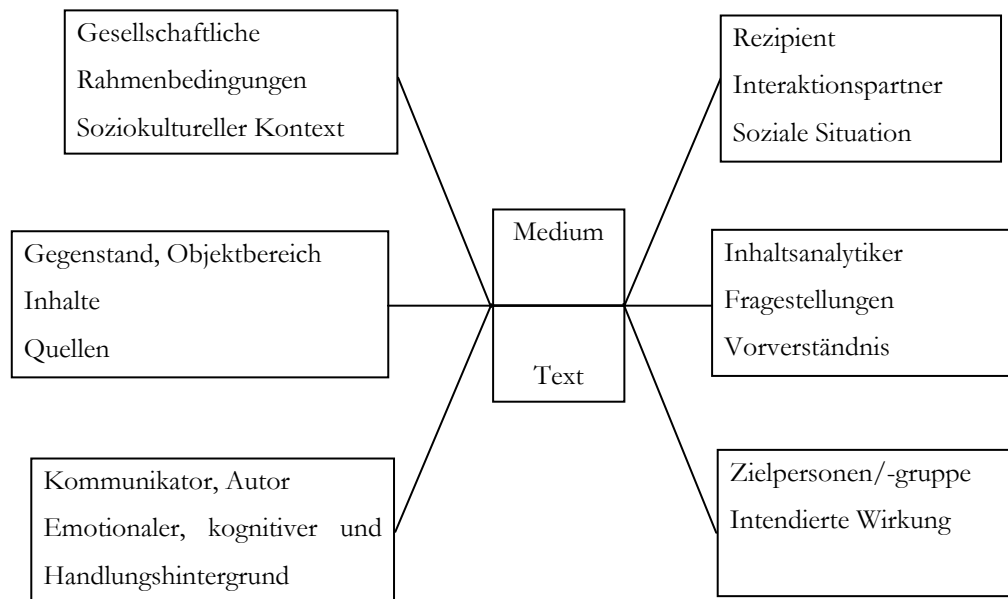 Gesellschaftliche
Rahmenbedingungen
Soziokultureller Kontext
Rezipient
Interaktionspartner
Soziale Situation
Medium
Text
Gegenstand, Objektbereich
Inhalte
Quellen
Inhaltsanalytiker
Fragestellungen
Vorverständnis
Kommunikator, Autor
Emotionaler, kognitiver und
Handlungshintergrund
Zielpersonen/-gruppe
Intendierte Wirkung